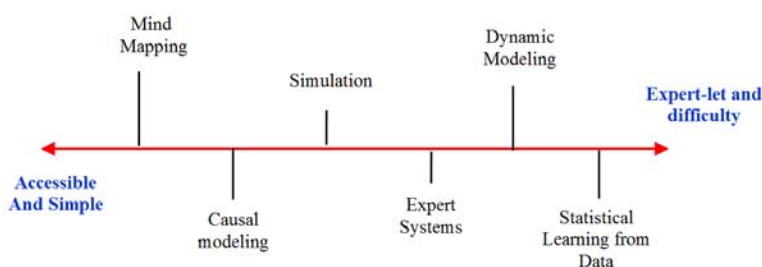 Mind
Mapping
Dynamic
Modeling
Simulation
Expert-let and
difficulty
Accessible
And Simple
Causal
modeling
Expert
Systems
Statistical
Learning from
Data